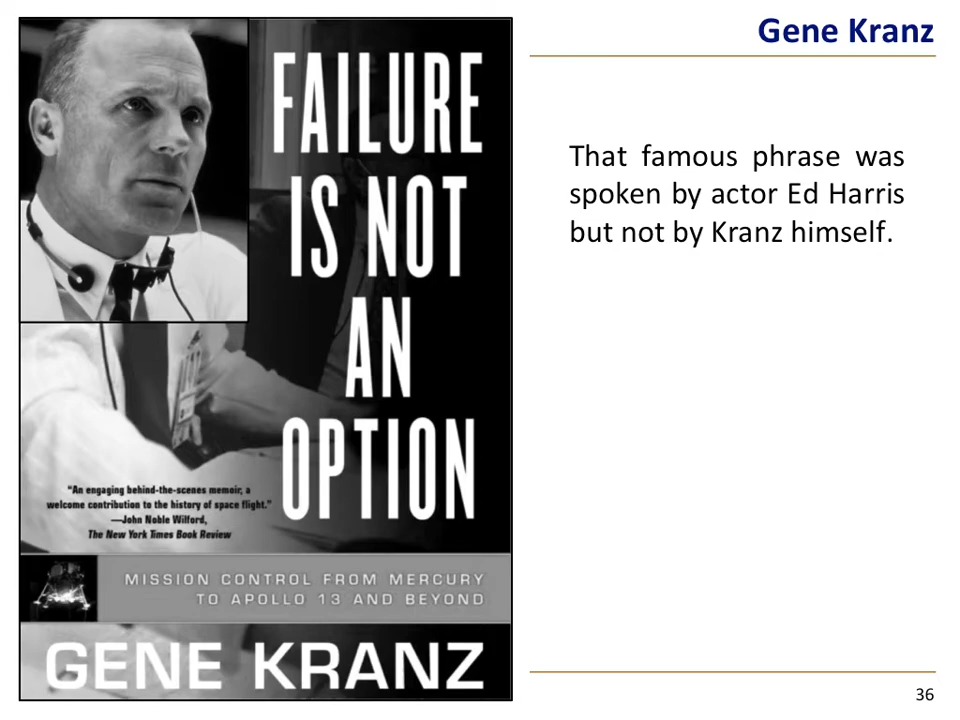 Gene Kranz
FAILURE
IS NOT
AN
OPTION
“An engaging behind-the-scenes memoir, a
welcome contribution to the history of space flight.”
—John Noble Wilford,
The New York Times Book Review
MISSION CONTROL FROM MERCURY
TO APOLLO 13 AND BEYOND
GENE KRANZ
That famous phrase was
spoken by actor Ed Harris
but not by Kranz himself.
36